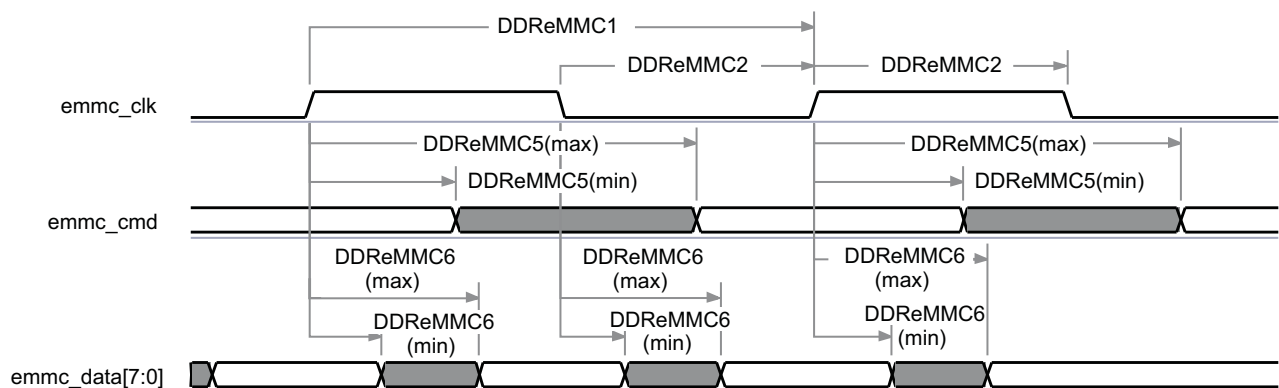 DDReMMC1
DDReMMC2
DDReMMC2
emmc_clk
DDReMMC5(max)
DDReMMC5(max)
DDReMMC5(min)
DDReMMC5(min)
emmc_cmd
DDReMMC6
(max)
DDReMMC6
(max)
DDReMMC6
(max)
DDReMMC6
(min)
DDReMMC6
(min)
DDReMMC6
(min)
emmc_data[7:0]